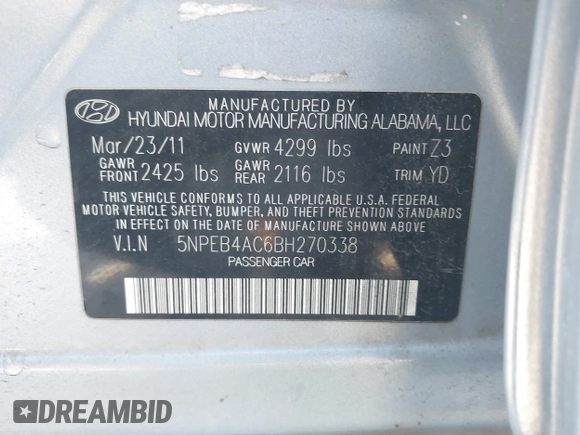 MANUFACTURED BY
HYUNDAI MOTOR MANUFACTURING ALABAMA, LLC
Mar/23/11 GVWR 4299 lbs PAINT Z3
GAWR FRONT 2425 lbs GAWR REAR 2116 lbs TRIM YD
THIS VEHICLE CONFORMS TO ALL APPLICABLE U.S.A. FEDERAL
MOTOR VEHICLE SAFETY, BUMPER, AND THEFT PREVENTION STANDARDS
IN EFFECT ON THE DATE OF MANUFACTURE SHOWN ABOVE
V.I.N 5NPEB4AC6BH270338
PASSENGER CAR
DREAMBID